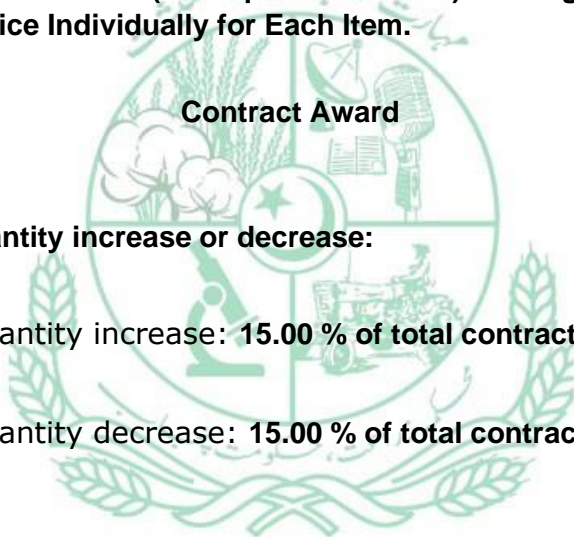 ice Individually for Each Item.
Contract Award
antity increase or decrease:
antity increase: 15.00 % of total contract
antity decrease: 15.00 % of total contrac